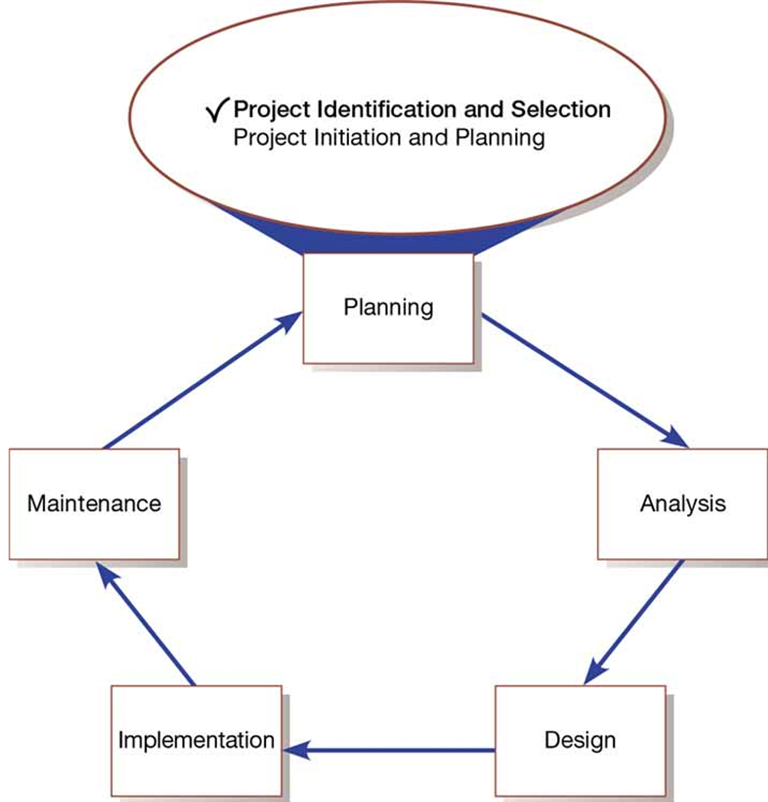 ✓Project Identification and Selection
Project Initiation and Planning
Planning
Maintenance
Analysis
Implementation
Design